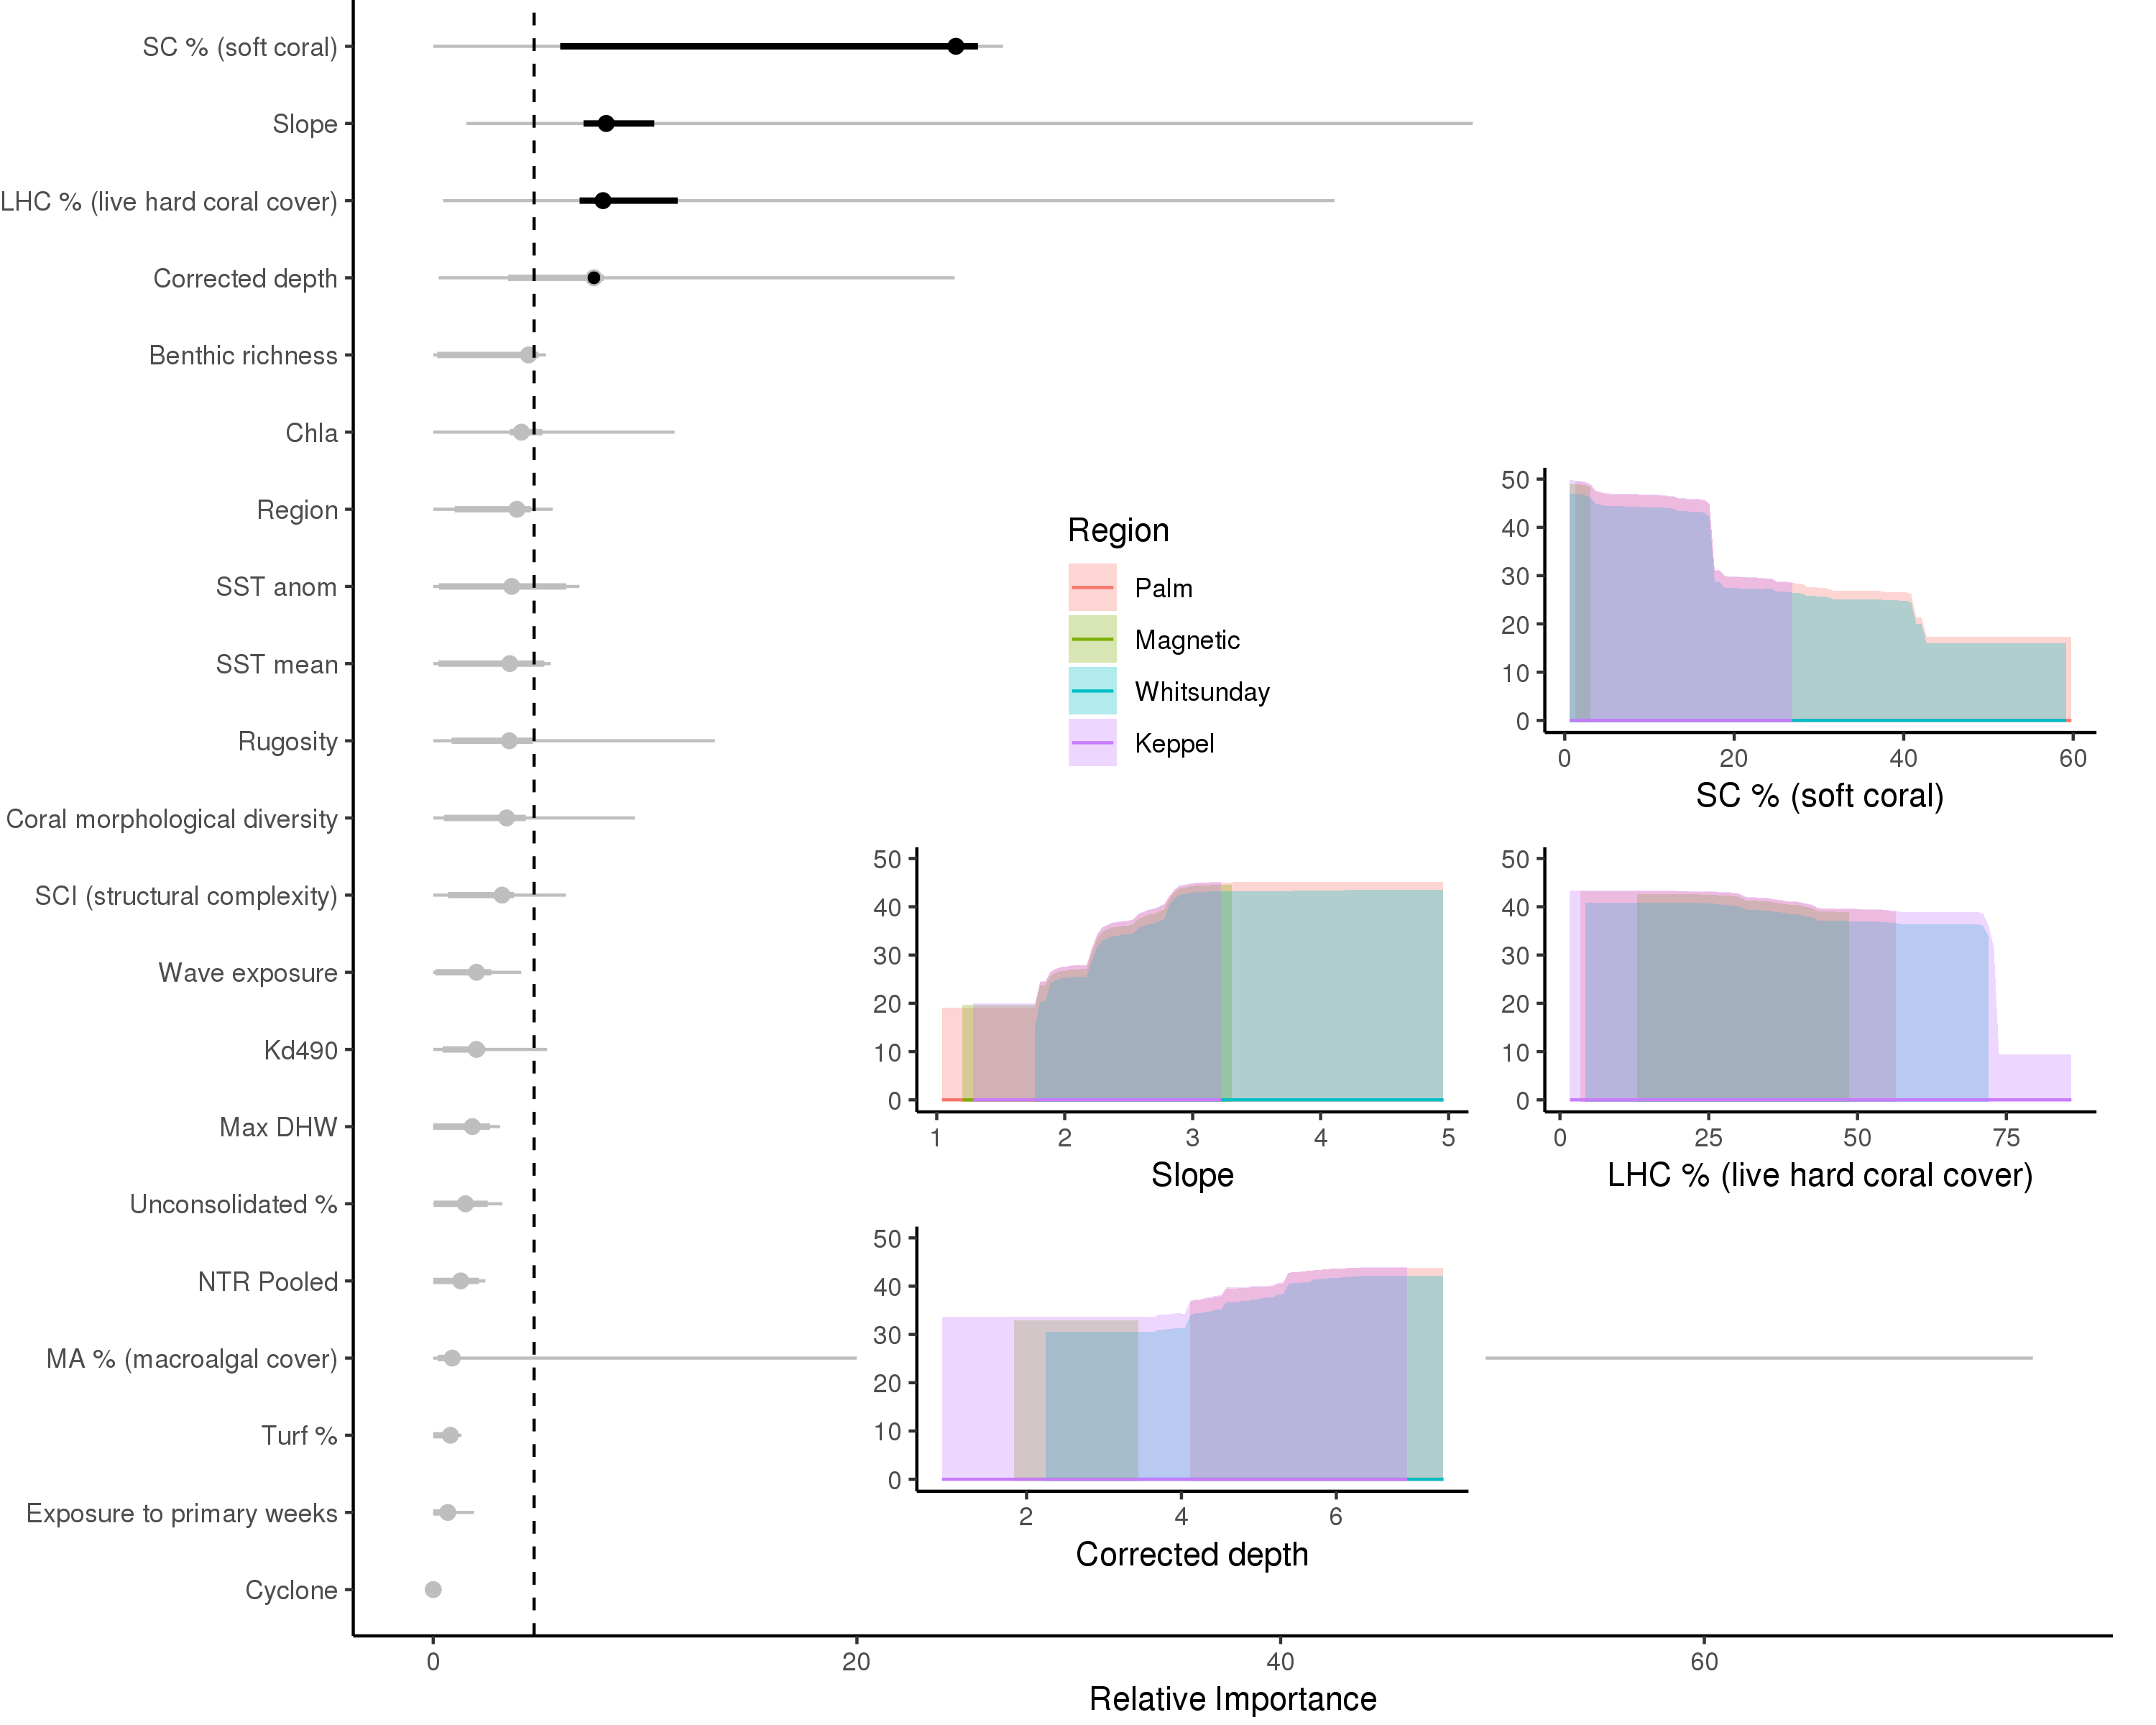 SC % (soft coral)
Slope
LHC % (live hard coral cover)
Corrected depth
Benthic richness
Chla
Region
SST anom
SST mean
Rugosity
Coral morphological diversity
SCI (structural complexity)
Wave exposure
Kd490
Max DHW
Unconsolidated %
NTR Pooled
MA % (macroalgal cover)
Turf %
Exposure to primary weeks
Cyclone
0 20 40 60
Relative Importance
Region
Palm
Magnetic
Whitsunday
Keppel
50
40
30
20
10
0
0 20 40 60
SC % (soft coral)
50
40
30
20
10
0
1 2 3 4 5
Slope
50
40
30
20
10
0
0 25 50 75
LHC % (live hard coral cover)
50
40
30
20
10
0
2 4 6
Corrected depth